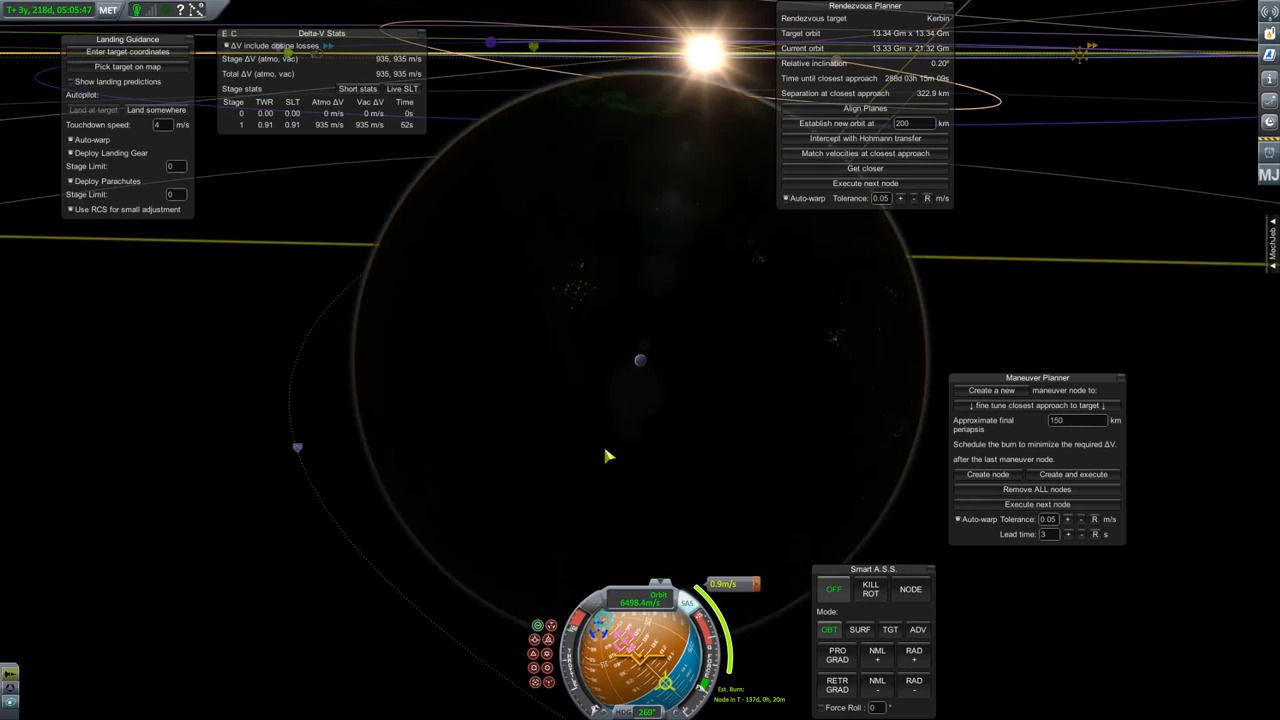 T+ 3y, 218d, 05:05:47 MET
Landing Guidance
Enter target coordinates
Pick target on map
Show landing predictions
Autopilot:
Land at target Land somewhere
Touchdown speed: 4 m/s
Auto-warp
Deploy Landing Gear
Stage Limit: 0
Deploy Parachutes
Stage Limit: 0
Use RCS for small adjustment
E C Delta-V Stats
ΔV include cosine losses
Stage ΔV (atmo, vac) 935, 935 m/s
Total ΔV (atmo, vac) 935, 935 m/s
Stage stats Short stats Live SLT
Stage TWR SLT Atmo ΔV Vac ΔV Time
0 0.00 0.00 0 m/s 0 m/s 0s
1 0.91 0.91 935 m/s 935 m/s 52s
Rendezvous Planner
Rendezvous target Kerbin
Target orbit 13.34 Gm x 13.34 Gm
Current orbit 13.33 Gm x 21.32 Gm
Relative inclination 0.20°
Time until closest approach 268d 03h 15m 09s
Separation at closest approach 322.9 km
Align Planes
Establish new orbit at 200 km
Intercept with Hohmann transfer
Match velocities at closest approach
Get closer
Execute next node
Auto-warp Tolerance: 0.05 + - R m/s
MJ
MechJeb
Maneuver Planner
Create a new maneuver node to:
↓ fine tune closest approach to target ↓
Approximate final periapsis 150 km
Schedule the burn to minimize the required ΔV.
after the last maneuver node.
Create node Create and execute
Remove ALL nodes
Execute next node
Auto-warp Tolerance: 0.05 + - R m/s
Lead time: 3 + - R s
Smart A.S.S.
OFF KILL ROT NODE
Mode:
OBT SURF TGT ADV
PRO GRAD NML + RAD +
RETR GRAD NML - RAD -
Force Roll : 0 °
0.9m/s
Orbit
6498.4m/s
SAS
HDG 269°
Est. Burn:
Node in T - 137d, 0h, 20m